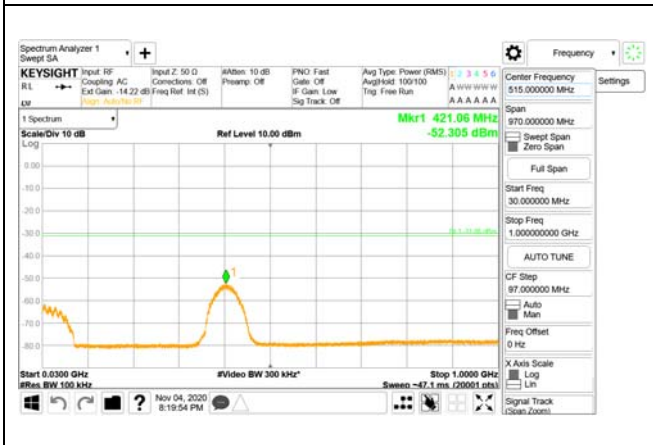 Spectrum Analyzer 1
Swept SA
+
Frequency
KEYSIGHT
RL
Input: RF
Coupling: AC
Ext Gain: -14.22 dB
Align: Auto/No RF
Input Z: 50 Ω
Corrections: Off
Freq Ref: Int (S)
#Atten: 10 dB
Preamp: Off
PNO: Fast
Gate: Off
IF Gain: Low
Sig Track: Off
Avg Type: Power (RMS)
Avg|Hold: 100/100
Trig: Free Run
1 2 3 4 5 6
A W W W W W
A A A A A A
Center Frequency
515.000000 MHz
Settings
1 Spectrum
Scale/Div 10 dB
Ref Level 10.00 dBm
Mkr1 421.06 MHz
-52.305 dBm
Span
970.000000 MHz
Swept Span
Zero Span
Log
0.00
-10.0
-20.0
-30.0
-40.0
-50.0
-60.0
-70.0
-80.0
1
Full Span
Start Freq
30.000000 MHz
Stop Freq
1.000000000 GHz
AUTO TUNE
CF Step
97.000000 MHz
Auto
Man
Freq Offset
0 Hz
X Axis Scale
Log
Lin
Signal Track
(Span Zoom)
Start 0.0300 GHz
#Video BW 300 kHz*
Stop 1.0000 GHz
#Res BW 100 kHz
Sweep ~47.1 ms (20001 pts)
?
Nov 04, 2020
8:19:54 PM